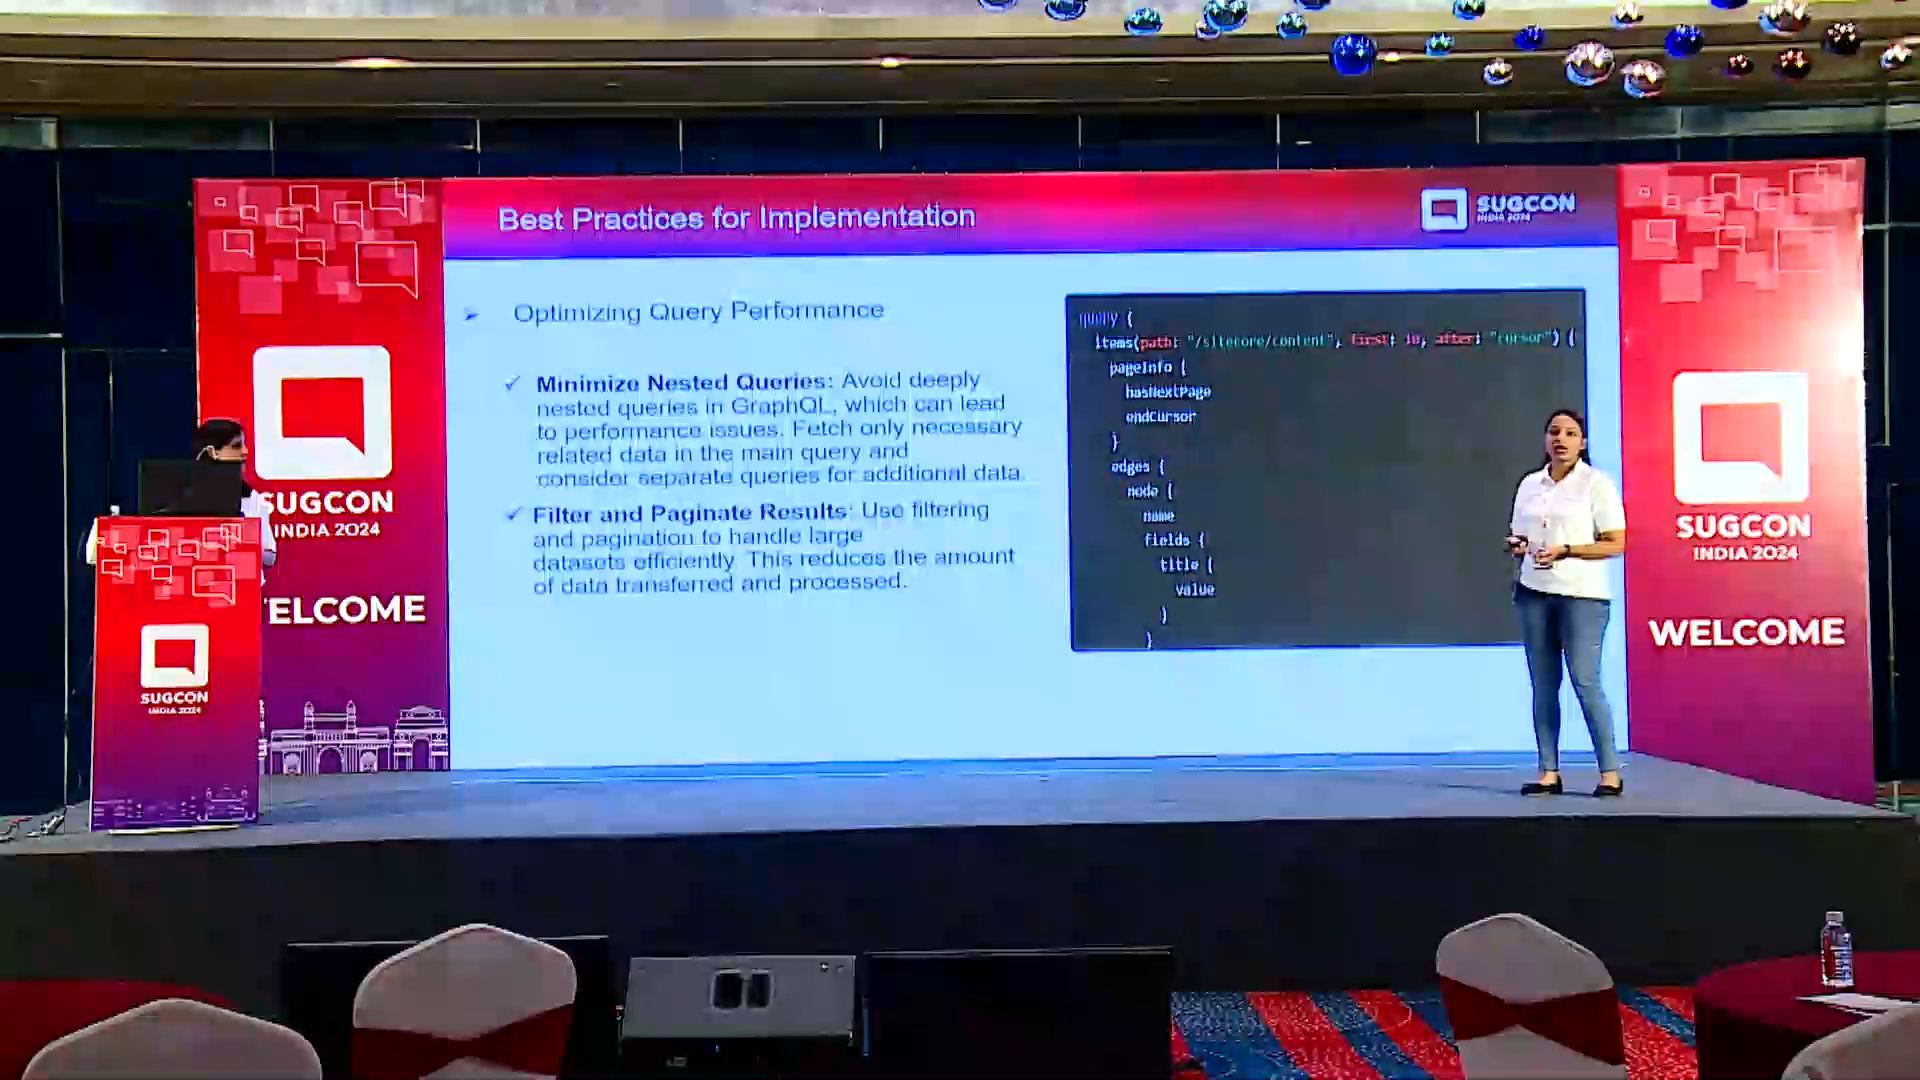 Best Practices for Implementation
SUGCON
INDIA 2024
Optimizing Query Performance
Minimize Nested Queries: Avoid deeply
nested queries in GraphQL, which can lead
to performance issues. Fetch only necessary
related data in the main query and
consider separate queries for additional data.
Filter and Paginate Results: Use filtering
and pagination to handle large
datasets efficiently. This reduces the amount
of data transferred and processed.
query {
items(path: "/sitecore/content", first: 10, after: "cursor") {
pageInfo {
hasNextPage
endCursor
}
edges {
node {
name
fields {
title {
value
}
}
SUGCON
INDIA 2024
ELCOME
SUGCON
INDIA 2024
SUGCON
INDIA 2024
WELCOME